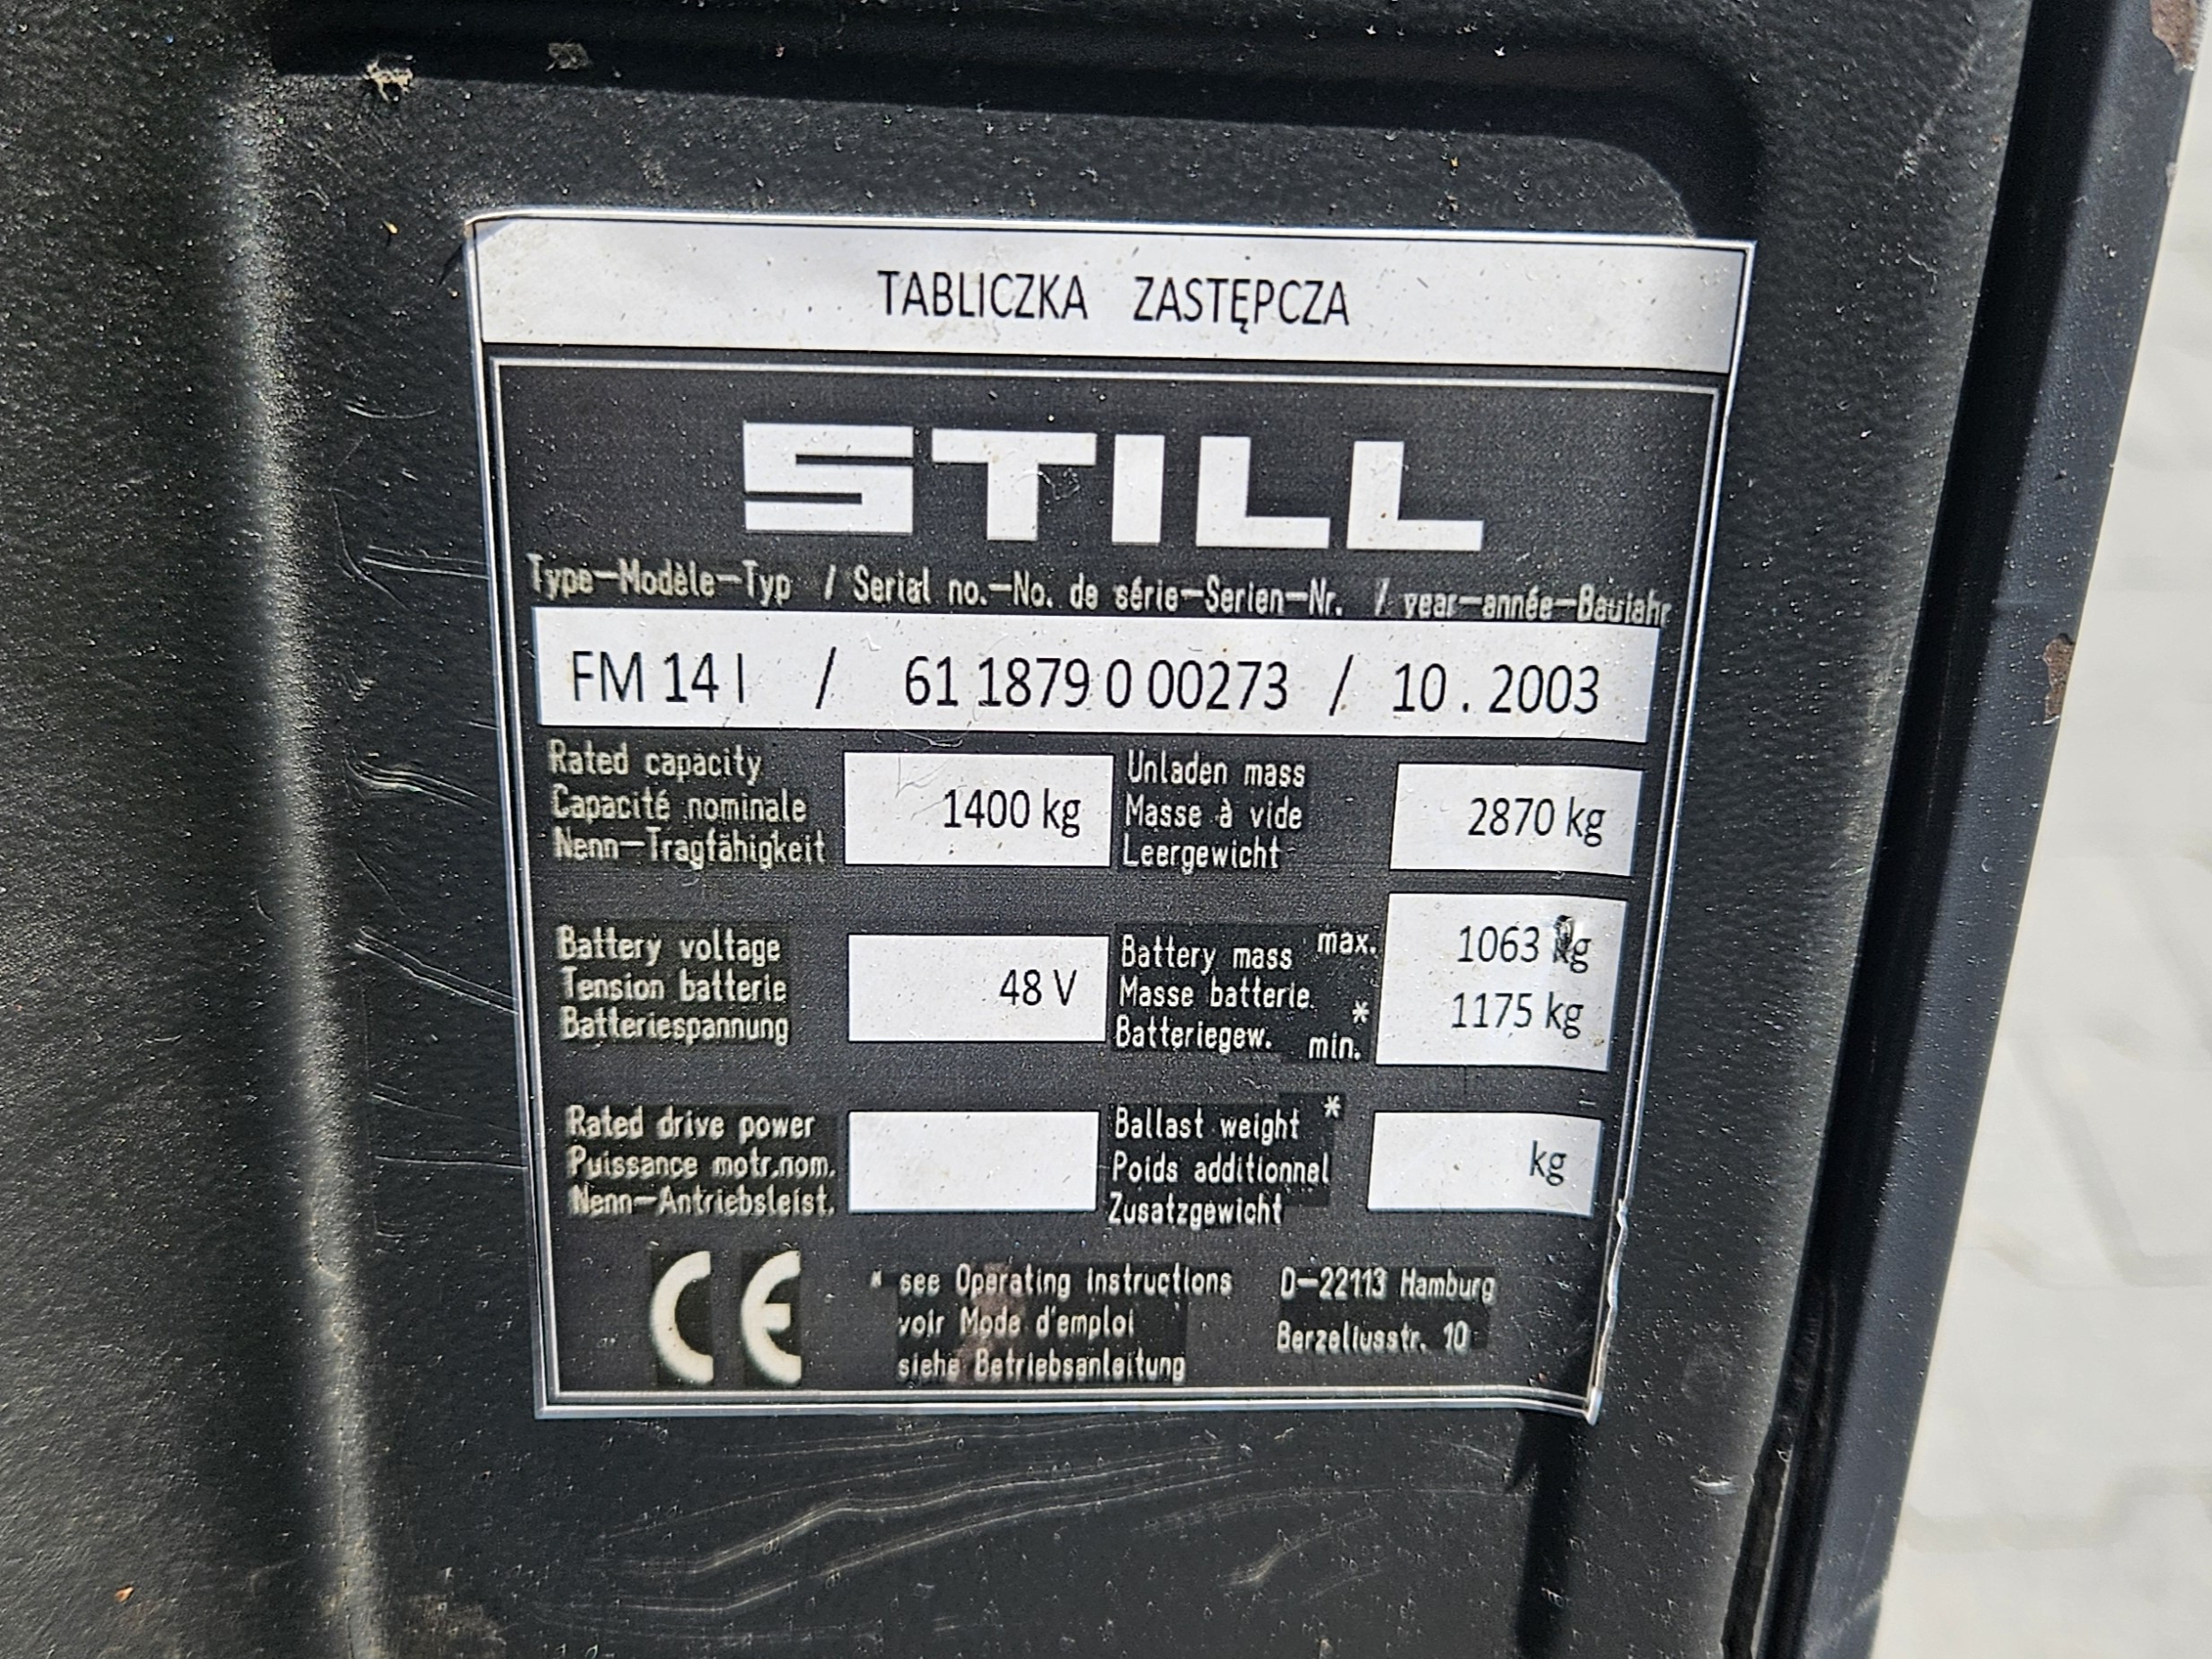 TABLICZKA ZASTĘPCZA
STILL
Type-Modèle-Typ / Serial no.-No. de série-Serien-Nr. / year-année-Baujahr
FM 14 I / 61 1879 0 00273 / 10 . 2003
Rated capacity
Capacité nominale
Nenn-Tragfähigkeit
1400 kg
Unladen mass
Masse à vide
Leergewicht
2870 kg
Battery voltage
Tension batterie
Batteriespannung
48 V
Battery mass max.
Masse batterie *
Batteriegew. min.
1063 kg
1175 kg
Rated drive power
Puissance motr.nom.
Nenn-Antriebsleist.
Ballast weight *
Poids additionnel
Zusatzgewicht
kg
CE
* see Operating instructions
voir Mode d'emploi
siehe Betriebsanleitung
D-22113 Hamburg
Berzeliusstr. 10